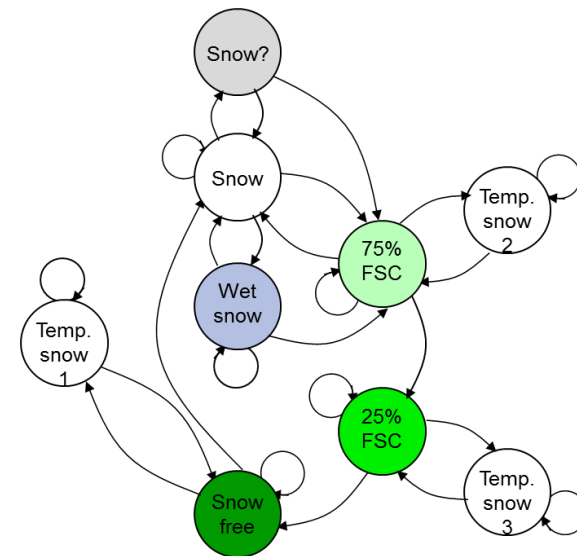 Snow?
Snow
Temp.
snow
2
75%
FSC
Wet
snow
Temp.
snow
1
25%
FSC
Temp.
snow
3
Snow
free